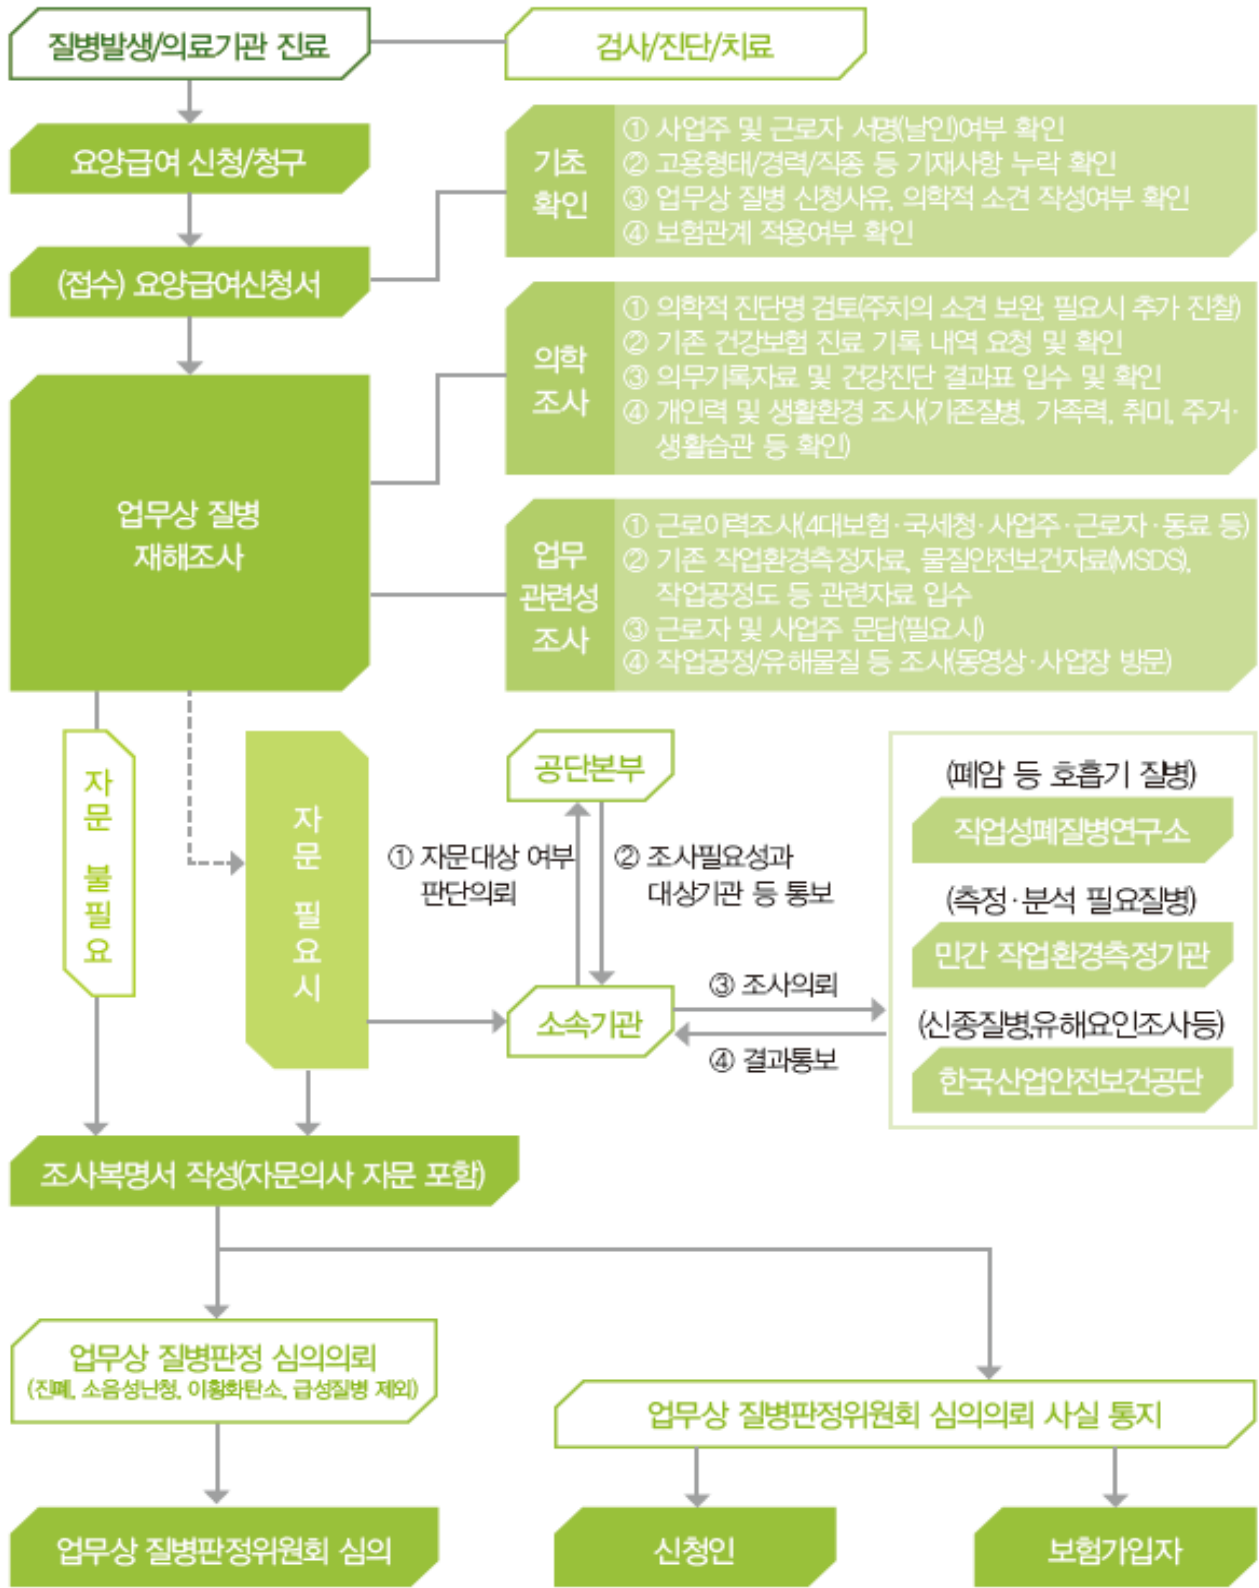 질병발생/의료기관 진료
검사/진단/치료
요양급여 신청/청구
(접수) 요양급여신청서
기초
확인
① 사업주 및 근로자 서명(날인)여부 확인
② 고용형태/경력/직종 등 기재사항 누락 확인
③ 업무상 질병 신청사유, 의학적 소견 작성여부 확인
④ 보험관계 적용여부 확인
의학
조사
① 의학적 진단명 검토(주치의 소견 보완, 필요시 추가 진찰)
② 기존 건강보험 진료 기록 내역 요청 및 확인
③ 의무기록자료 및 건강진단 결과표 입수 및 확인
④ 개인력 및 생활환경 조사(기존질병, 가족력, 취미, 주거·
생활습관 등 확인)
업무상 질병
재해조사
업무
관련성
조사
① 근로이력조사(4대보험·국세청·사업주·근로자·동료 등)
② 기존 작업환경측정자료, 물질안전보건자료(MSDS),
작업공정도 등 관련자료 입수
③ 근로자 및 사업주 문답(필요시)
④ 작업공정/유해물질 등 조사(동영상·사업장 방문)
자문 불필요
자문 필요시
공단본부
① 자문대상 여부
판단의뢰
② 조사필요성과
대상기관 등 통보
소속기관
③ 조사의뢰
④ 결과통보
(폐암 등 호흡기 질병)
직업성폐질병연구소
(측정·분석 필요질병)
민간 작업환경측정기관
(신종질병,유해요인조사등)
한국산업안전보건공단
조사복명서 작성(자문의사 자문 포함)
업무상 질병판정 심의의뢰
(진폐, 소음성난청, 이황화탄소, 급성질병 제외)
업무상 질병판정위원회 심의의뢰 사실 통지
업무상 질병판정위원회 심의
신청인
보험가입자